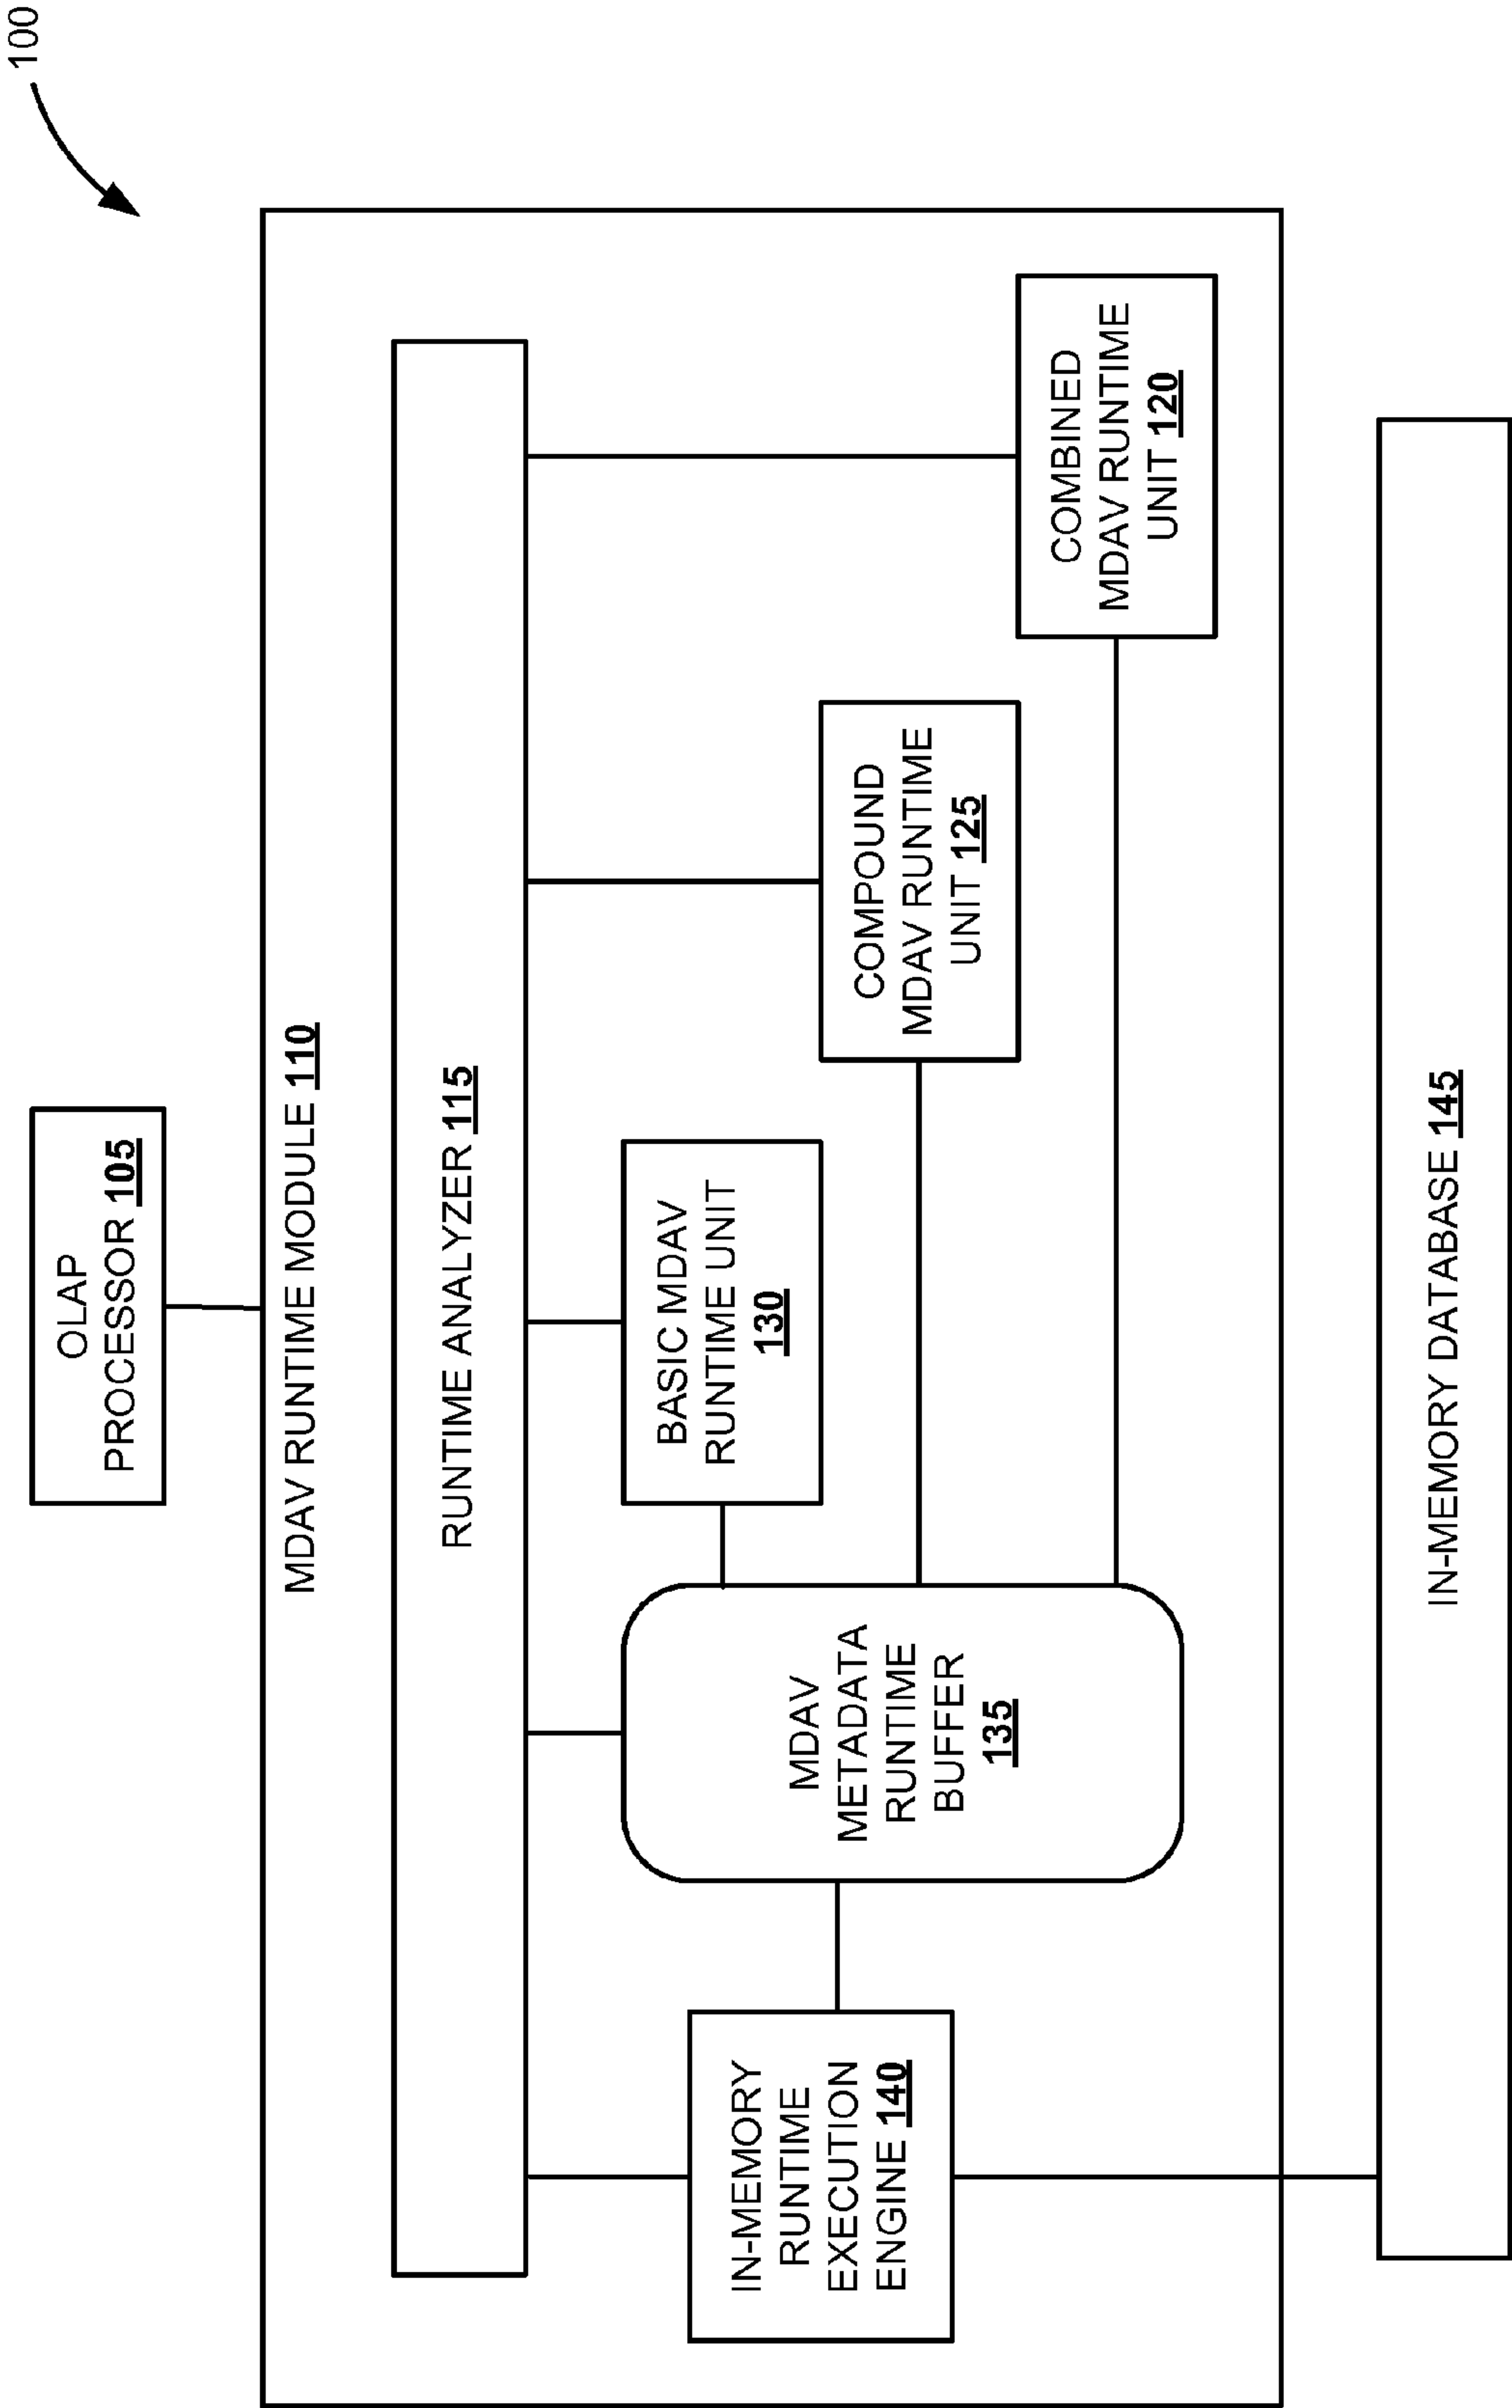 100
OLAP
PROCESSOR 105
MDAV RUNTIME MODULE 110
RUNTIME ANALYZER 115
IN-MEMORY
RUNTIME
EXECUTION
ENGINE 140
MDAV
METADATA
RUNTIME
BUFFER
135
BASIC MDAV
RUNTIME UNIT
130
COMPOUND
MDAV RUNTIME
UNIT 125
COMBINED
MDAV RUNTIME
UNIT 120
IN-MEMORY DATABASE 145